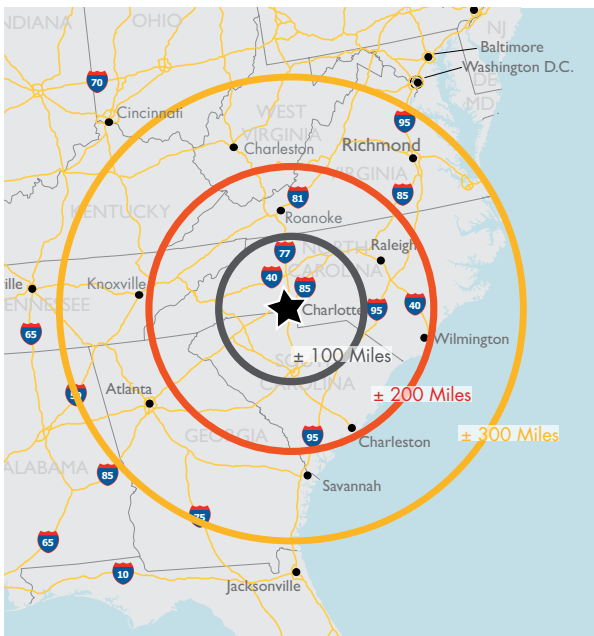 NDIANA
OHIO
NJ
Baltimore
Washington D.C.
70
DE
MD
Cincinnati
WEST
VIRGINIA
95
Charleston
Richmond
VIRGINIA
81
85
KENTUCKY
Roanoke
77
NORTH
CAROLINA
Raleigh
40
85
ville
Knoxville
ENNESSEE
Charlotte
95
40
65
Wilmington
± 100 Miles
SOUTH
CAROLINA
Atlanta
± 200 Miles
GEORGIA
95
Charleston
± 300 Miles
ALABAMA
85
Savannah
75
65
10
Jacksonville